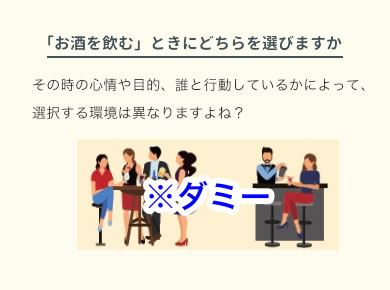 「お酒を飲む」ときにどちらを選びますか
その時の心情や目的、誰と行動しているかによって、
選択する環境は異なりますよね？
※ダミー